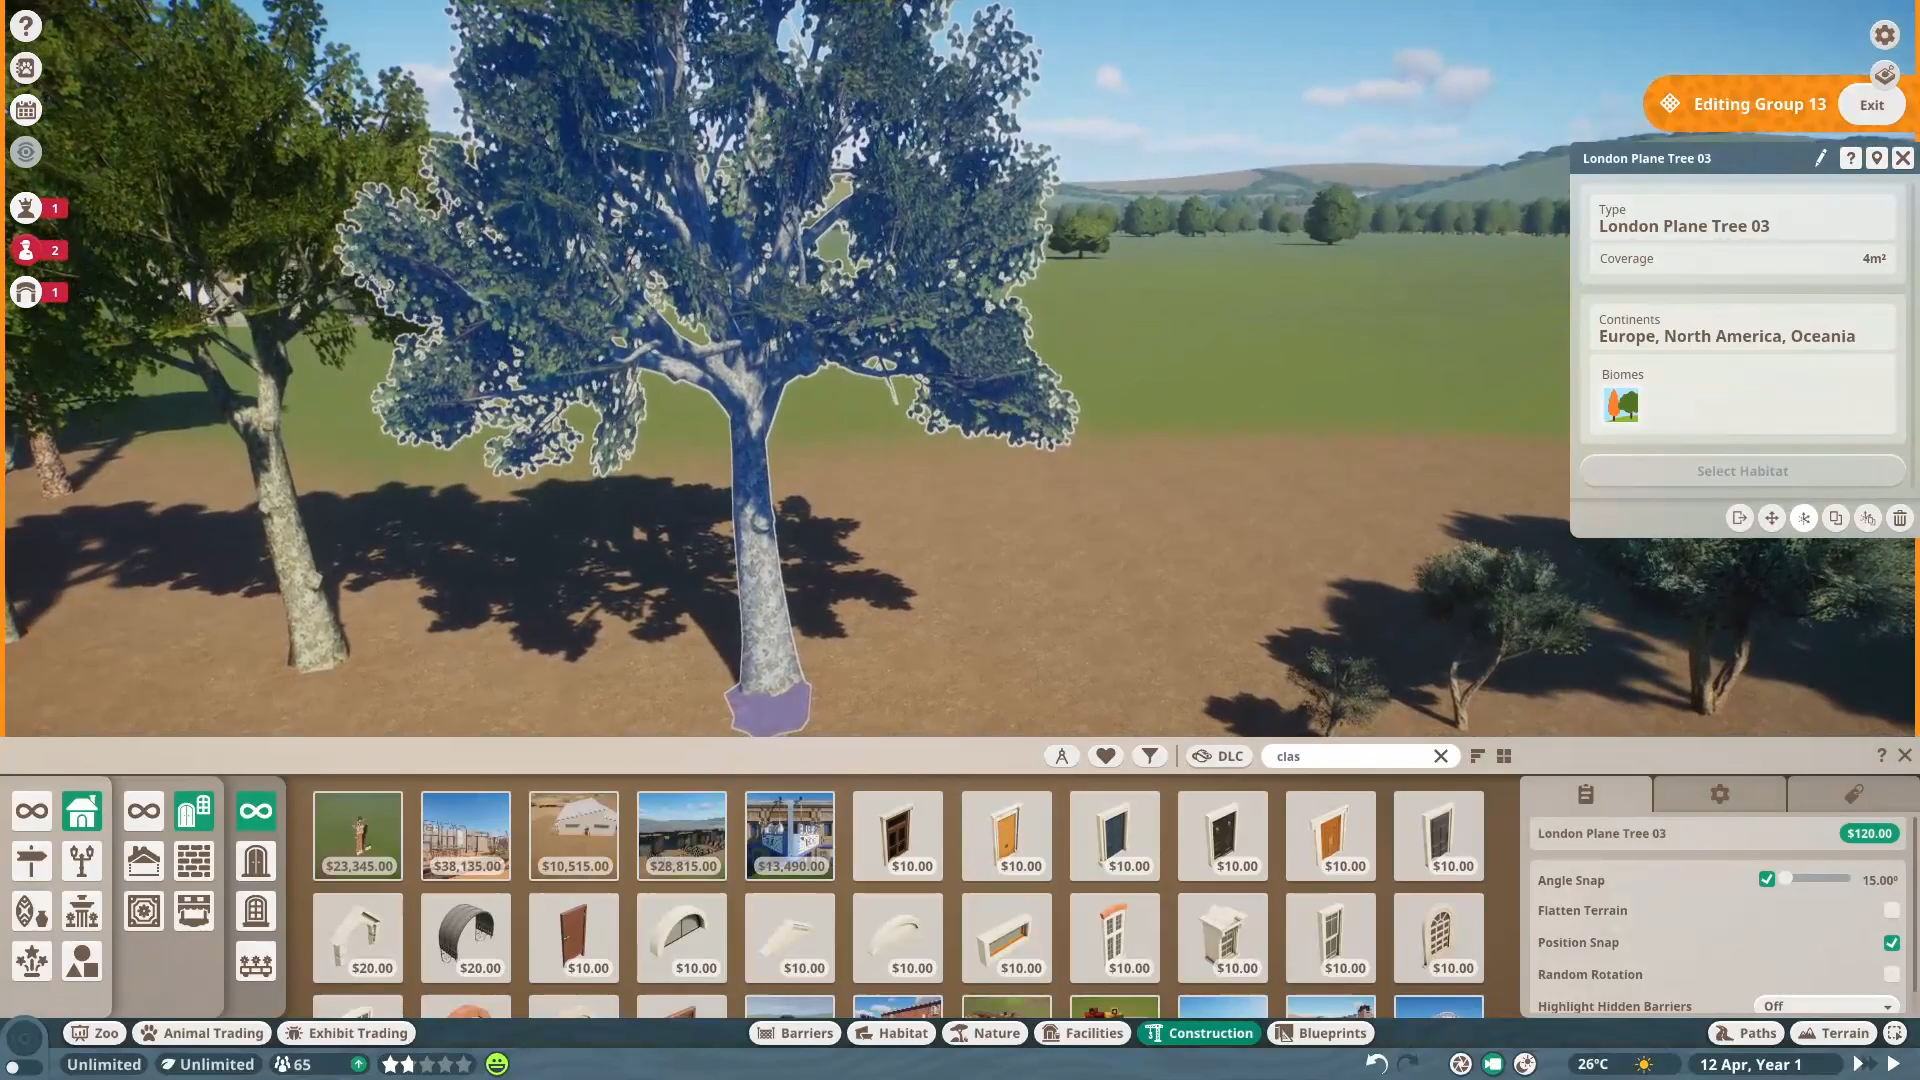 ?
1
2
1
Editing Group 13
Exit
London Plane Tree 03
?
Type
London Plane Tree 03
Coverage 4m²
Continents
Europe, North America, Oceania
Biomes
Select Habitat
DLC
clas
?
$23,345.00 $38,135.00 $10,515.00 $28,815.00 $13,490.00 $10.00 $10.00 $10.00 $10.00 $10.00 $10.00
$20.00 $20.00 $10.00 $10.00 $10.00 $10.00 $10.00 $10.00 $10.00 $10.00 $10.00
London Plane Tree 03 $120.00
Angle Snap 15.00º
Flatten Terrain
Position Snap
Random Rotation
Highlight Hidden Barriers Off
Zoo Animal Trading Exhibit Trading Barriers Habitat Nature Facilities Construction Blueprints Paths Terrain
Unlimited Unlimited 65 26°C 12 Apr, Year 1